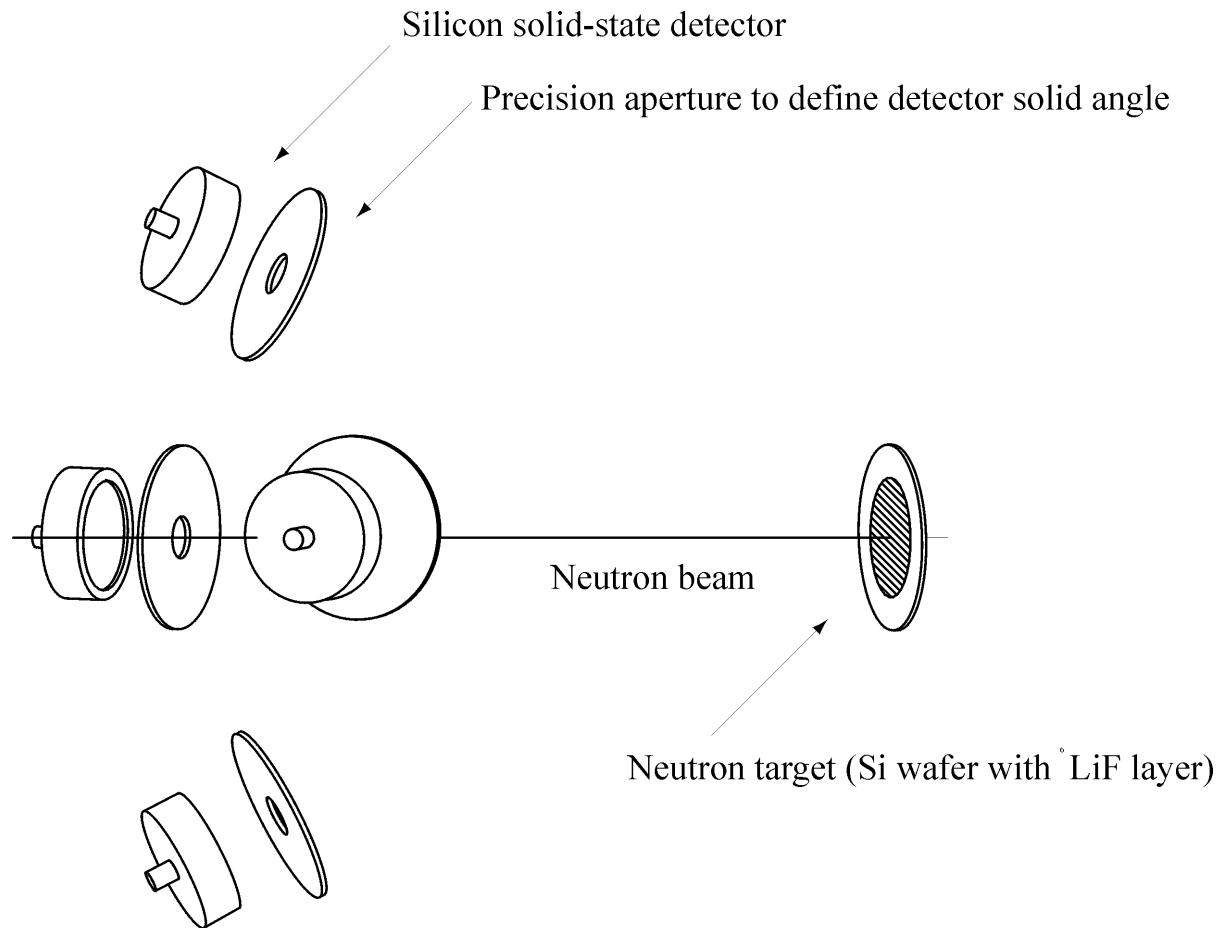 Silicon solid-state detector
Precision aperture to define detector solid angle
Neutron beam
Neutron target (Si wafer with ⁶LiF layer)